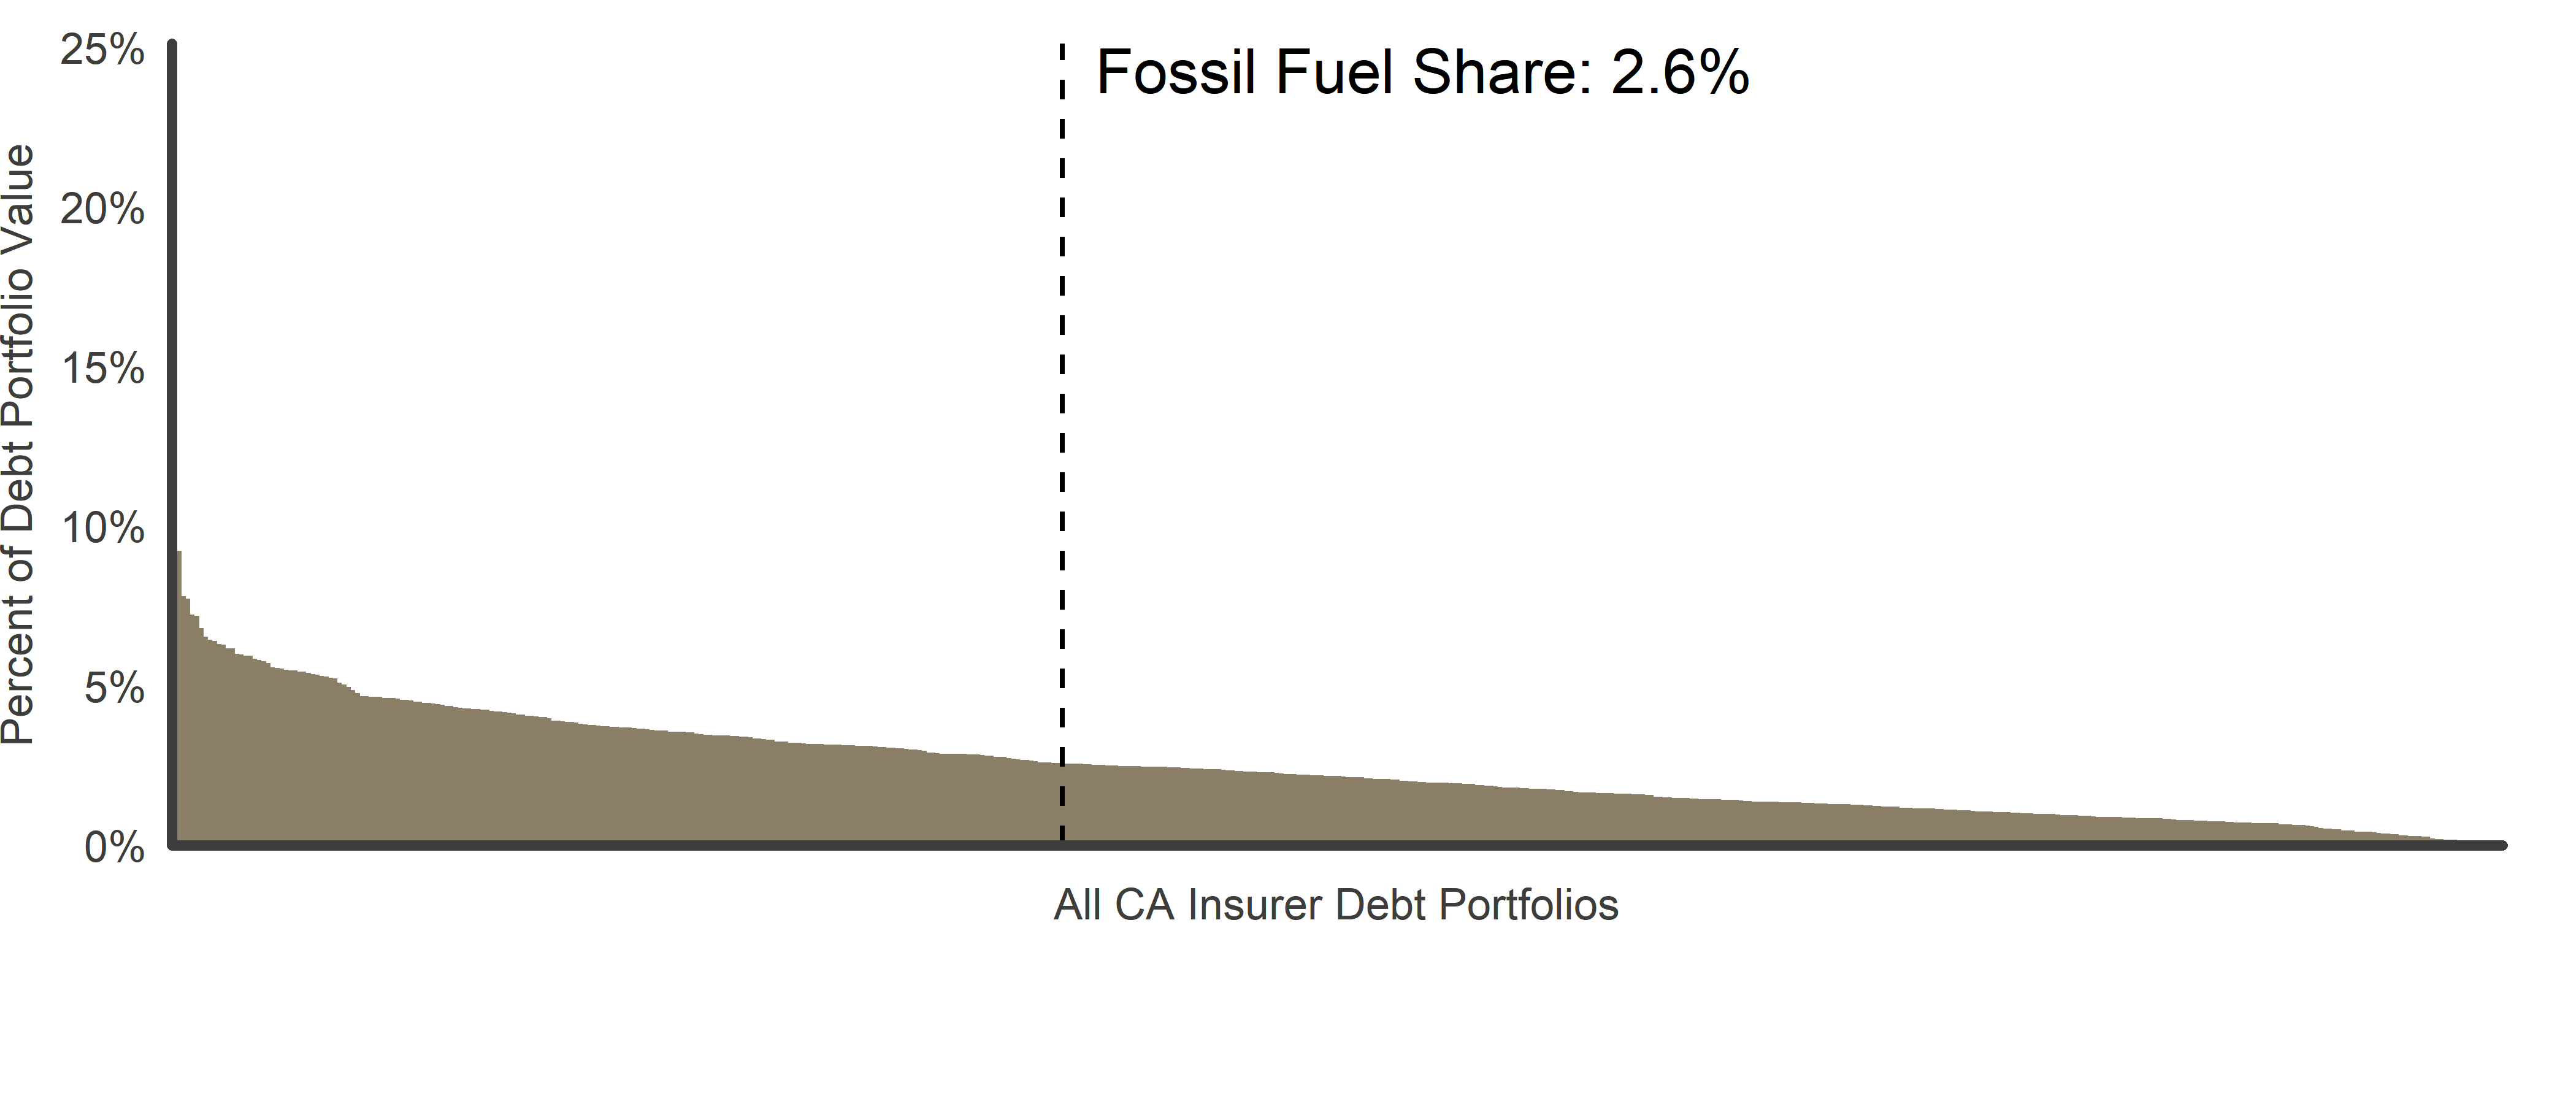 Percent of Debt Portfolio Value
25%
20%
15%
10%
5%
0%
Fossil Fuel Share: 2.6%
All CA Insurer Debt Portfolios